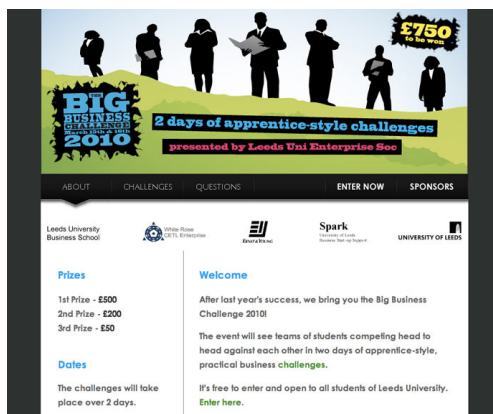 £750
to be won
THE
BIG
BUSINESS
CHALLENGE
March 15th & 16th
2010
2 days of apprentice-style challenges
presented by Leeds Uni Enterprise Soc
ABOUT CHALLENGES QUESTIONS ENTER NOW SPONSORS
Leeds University
Business School
White Rose
CETL Enterprise
ERNST & YOUNG
Spark
University of Leeds
Business Start-up Support
UNIVERSITY OF LEEDS
Prizes
1st Prize - £500
2nd Prize - £200
3rd Prize - £50
Dates
The challenges will take
place over 2 days.
Welcome
After last year's success, we bring you the Big Business
Challenge 2010!
The event will see teams of students competing head to
head against each other in two days of apprentice-style,
practical business challenges.
It's free to enter and open to all students of Leeds University.
Enter here.